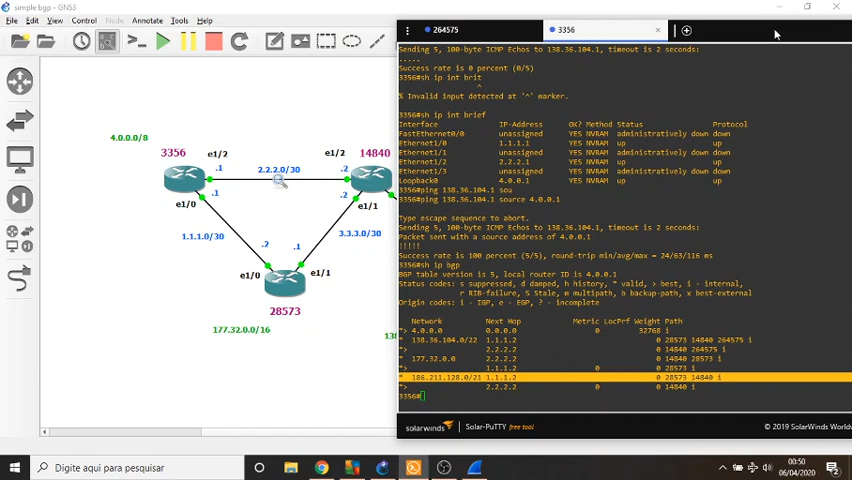 simple bgp - GNS3
File Edit View Control Node Annotate Tools Help
4.0.0.0/8
3356
e1/2
.1
2.2.2.0/30
e1/2
.2
14840
.1
e1/0
.2
e1/1
1.1.1.0/30
3.3.3.0/30
.2
.1
e1/0
e1/1
28573
177.32.0.0/16
138
264575
3356
Sending 5, 100-byte ICMP Echos to 138.36.104.1, timeout is 2 seconds:
.....
Success rate is 0 percent (0/5)
3356#sh ip int brit
^
% Invalid input detected at '^' marker.
3356#sh ip int brief
Interface IP-Address OK? Method Status Protocol
FastEthernet0/0 unassigned YES NVRAM administratively down down
Ethernet1/0 1.1.1.1 YES NVRAM up up
Ethernet1/1 unassigned YES NVRAM administratively down down
Ethernet1/2 2.2.2.1 YES NVRAM up up
Ethernet1/3 unassigned YES NVRAM administratively down down
Loopback0 4.0.0.1 YES NVRAM up up
3356#ping 138.36.104.1 sou
3356#ping 138.36.104.1 source 4.0.0.1
Type escape sequence to abort.
Sending 5, 100-byte ICMP Echos to 138.36.104.1, timeout is 2 seconds:
Packet sent with a source address of 4.0.0.1
!!!!!
Success rate is 100 percent (5/5), round-trip min/avg/max = 24/63/116 ms
3356#sh ip bgp
BGP table version is 5, local router ID is 4.0.0.1
Status codes: s suppressed, d damped, h history, * valid, > best, i - internal,
r RIB-failure, S Stale, m multipath, b backup-path, x best-external
Origin codes: i - IGP, e - EGP, ? - incomplete
Network Next Hop Metric LocPrf Weight Path
*> 4.0.0.0 0.0.0.0 0 32768 i
* 138.36.104.0/22 1.1.1.2 0 28573 14840 264575 i
*> 2.2.2.2 0 14840 264575 i
* 177.32.0.0 2.2.2.2 0 14840 28573 i
*> 1.1.1.2 0 0 28573 i
* 186.211.128.0/21 1.1.1.2 0 28573 14840 i
*> 2.2.2.2 0 0 14840 i
3356#
solarwinds Solar-PuTTY free tool © 2019 SolarWinds World
Digite aqui para pesquisar
00:50
06/04/2020
2